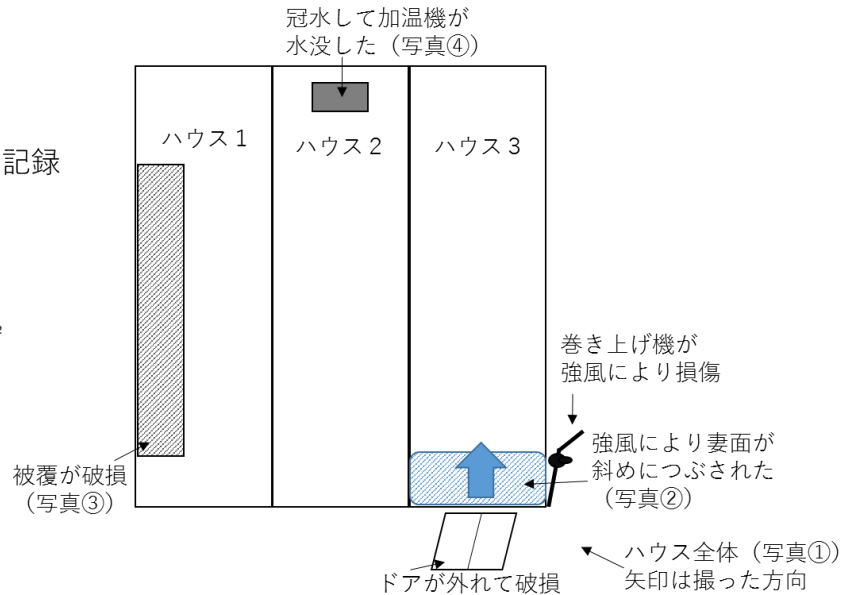 冠水して加温機が
水没した（写真④）
ハウス１
ハウス２
ハウス３
記録
巻き上げ機が
強風により損傷
強風により妻面が
斜めにつぶされた
（写真②）
被覆が破損
（写真③）
ハウス全体（写真①）
矢印は撮った方向
ドアが外れて破損